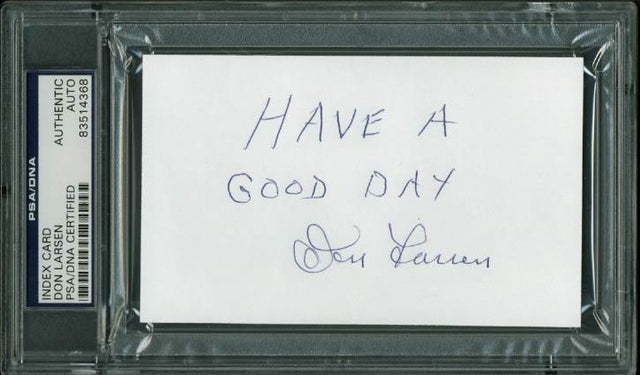 PSA/DNA
INDEX CARD
DON LARSEN
PSA/DNA CERTIFIED
AUTHENTIC
AUTO
83514368
HAVE A
GOOD DAY
Don Larsen